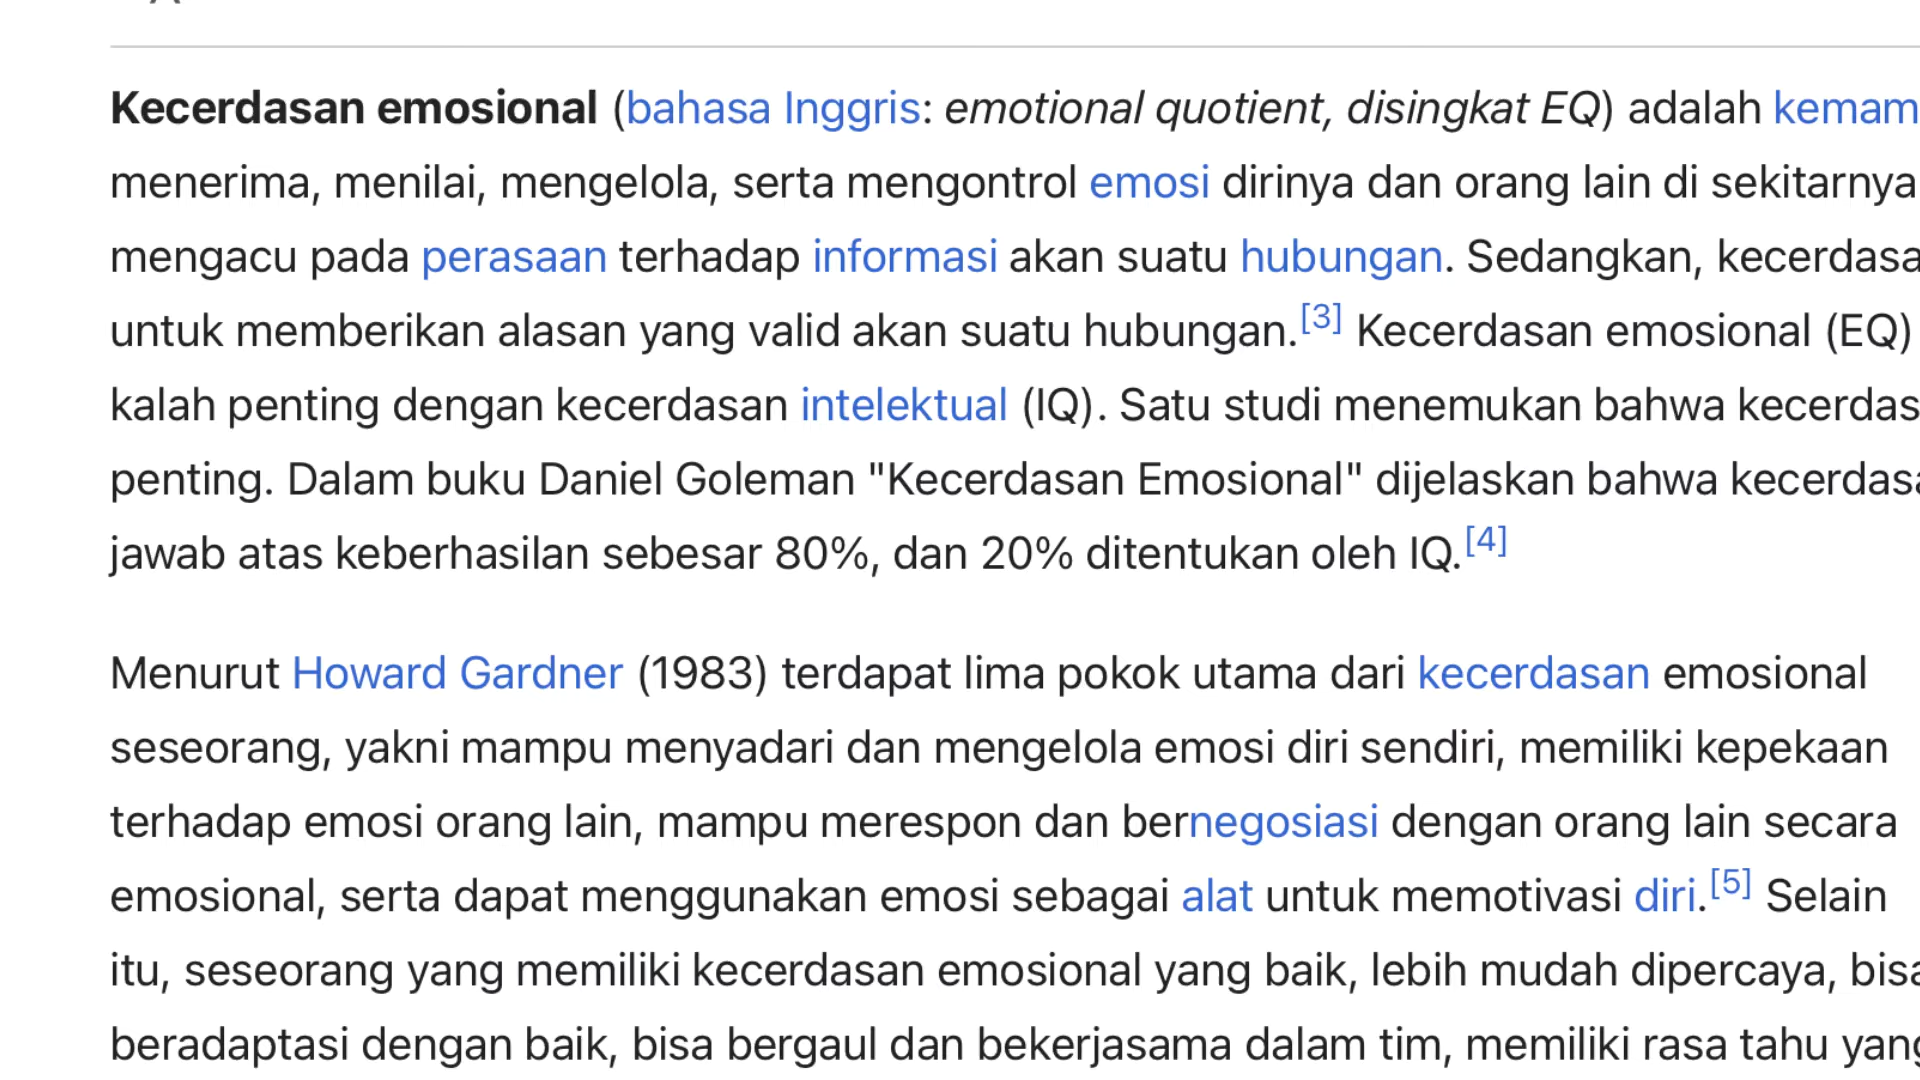 Kecerdasan emosional (bahasa Inggris: emotional quotient, disingkat EQ) adalah
menerima, menilai, mengelola, serta mengontrol emosi dirinya dan orang lain di sekitarnya
mengacu pada perasaan terhadap informasi akan suatu hubungan. Sedangkan,
untuk memberikan alasan yang valid akan suatu hubungan.[3] Kecerdasan emosional (EQ)
kalah penting dengan kecerdasan intelektual (IQ). Satu studi menemukan bahwa
penting. Dalam buku Daniel Goleman "Kecerdasan Emosional" dijelaskan bahwa
jawab atas keberhasilan sebesar 80%, dan 20% ditentukan oleh IQ.[4]
Menurut Howard Gardner (1983) terdapat lima pokok utama dari kecerdasan emosional
seseorang, yakni mampu menyadari dan mengelola emosi diri sendiri, memiliki kepekaan
terhadap emosi orang lain, mampu merespon dan bernegosiasi dengan orang lain secara
emosional, serta dapat menggunakan emosi sebagai alat untuk memotivasi diri.[5] Selain
itu, seseorang yang memiliki kecerdasan emosional yang baik, lebih mudah dipercaya, bisa
beradaptasi dengan baik, bisa bergaul dan bekerjasama dalam tim, memiliki rasa tahu yang